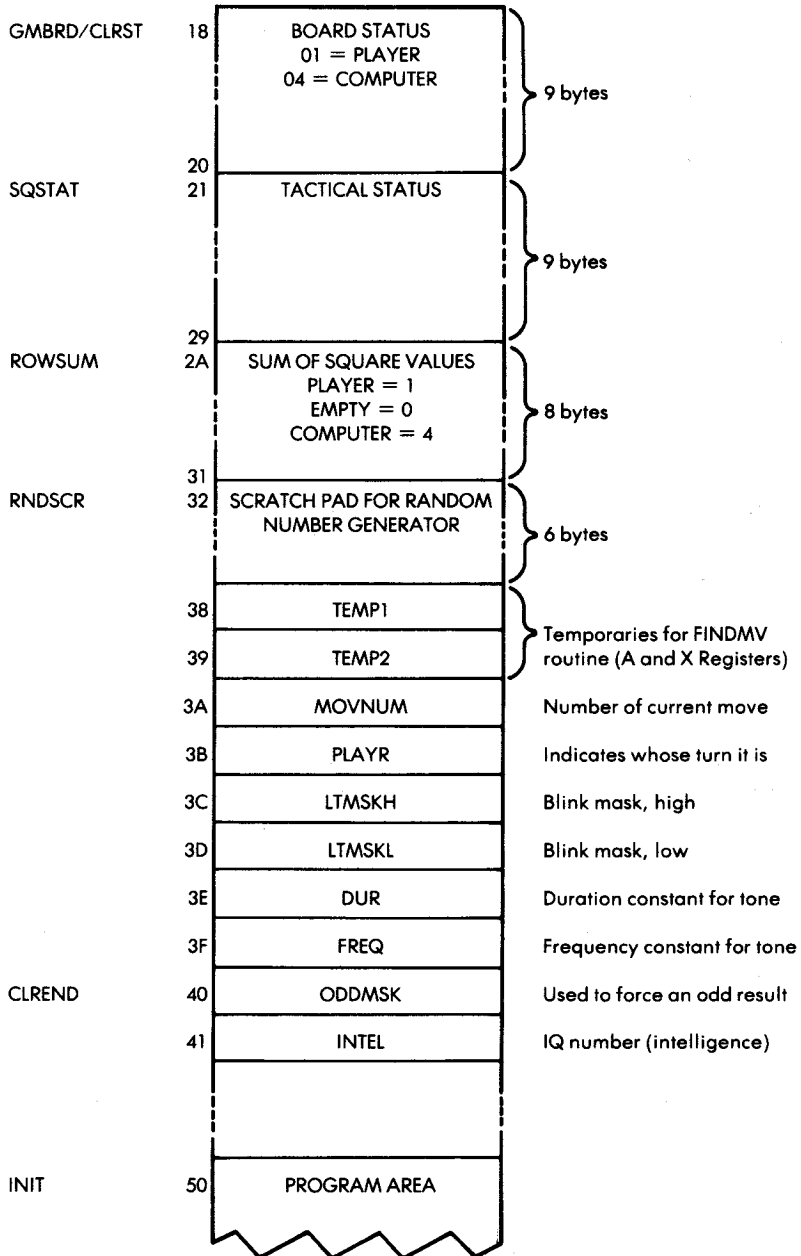 GMBRD/CLRST 18 BOARD STATUS
01 = PLAYER
04 = COMPUTER
9 bytes
20
SQSTAT 21 TACTICAL STATUS
9 bytes
29
ROWSUM 2A SUM OF SQUARE VALUES
PLAYER = 1
EMPTY = 0 8 bytes
COMPUTER = 4
31
RNDSCR 32 SCRATCH PAD FOR RANDOM
NUMBER GENERATOR 6 bytes
38 TEMP1
Temporaries for FINDMV
39 TEMP2 routine (A and X Registers)
3A MOVNUM Number of current move
3B PLAYR Indicates whose turn it is
3C LTMSKH Blink mask, high
3D LTMSKL Blink mask, low
3E DUR Duration constant for tone
3F FREQ Frequency constant for tone
CLREND 40 ODDMSK Used to force an odd result
41 INTEL IQ number (intelligence)
INIT 50 PROGRAM AREA